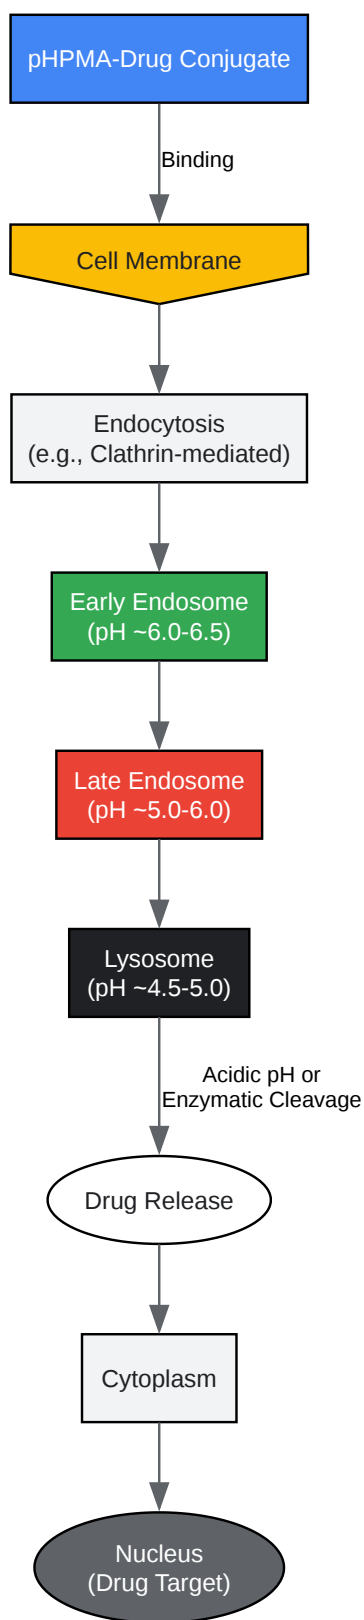 pHPMA-Drug Conjugate
Binding
Cell Membrane
Endocytosis
(e.g., Clathrin-mediated)
Early Endosome
(pH ~6.0-6.5)
Late Endosome
(pH ~5.0-6.0)
Lysosome
(pH ~4.5-5.0)
Acidic pH or
Enzymatic Cleavage
Drug Release
Cytoplasm
Nucleus
(Drug Target)